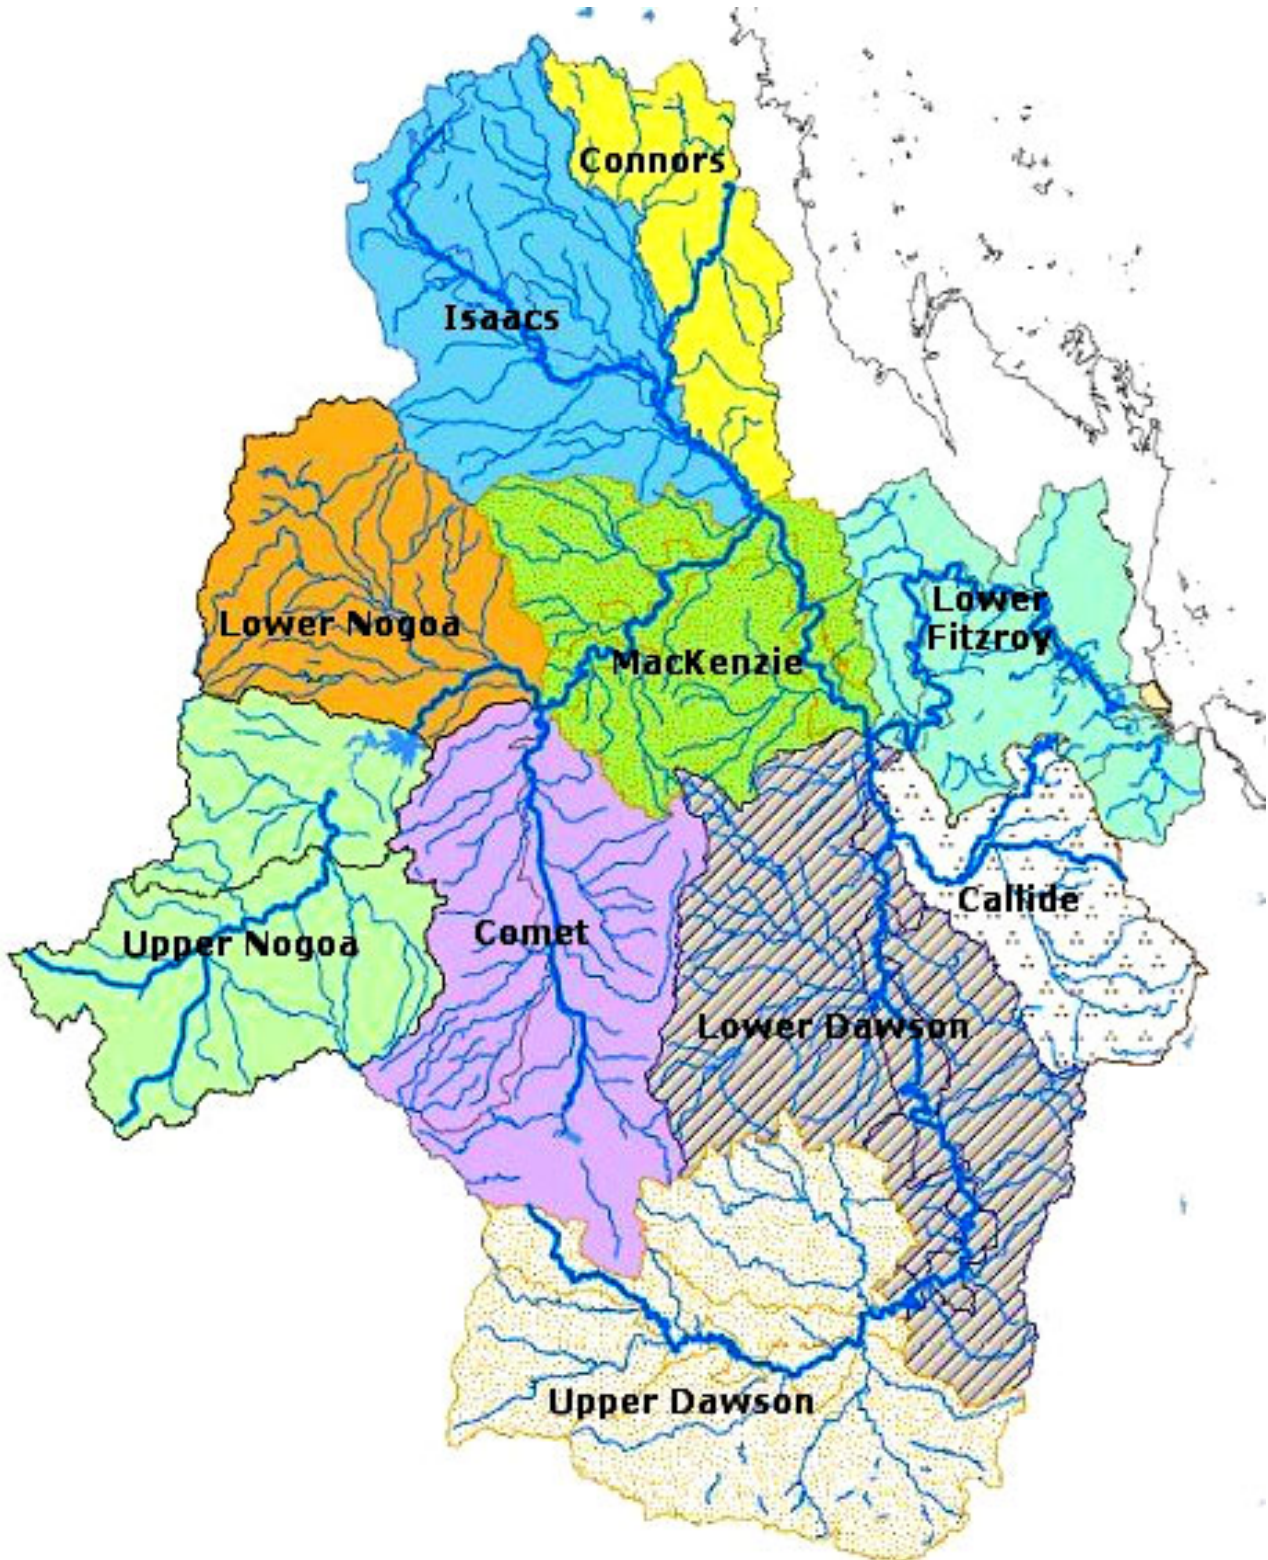 Connors
Isaacs
Lower
Fitzroy
Lower Nogoa
MacKenzie
Callide
Upper Nogoa
Comet
Lower Dawson
Upper Dawson